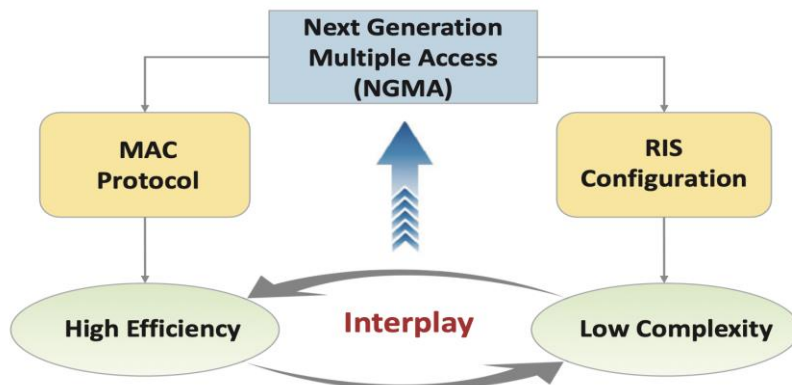 Next Generation
Multiple Access
(NGMA)
MAC
Protocol
RIS
Configuration
High Efficiency
Interplay
Low Complexity